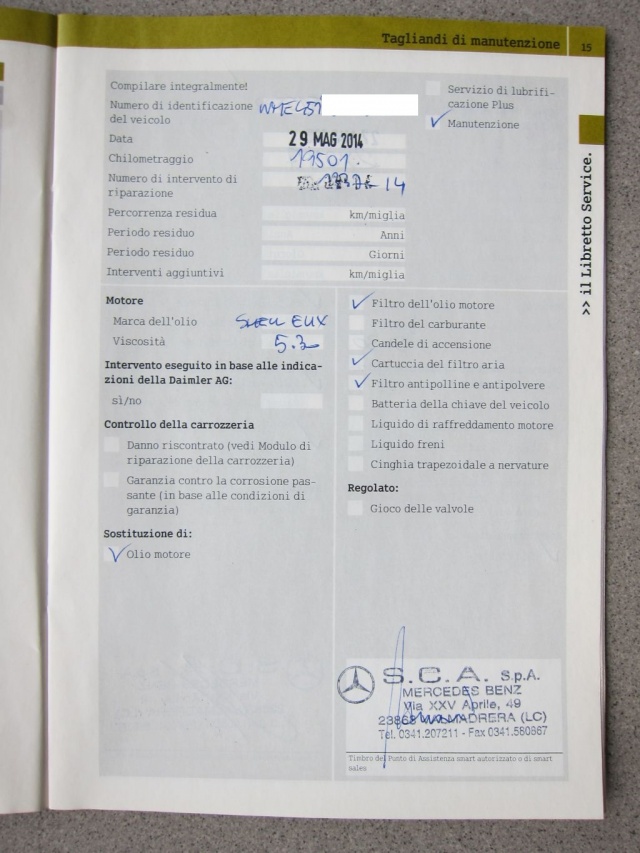 Tagliandi di manutenzione 15
Compilare integralmente!
Numero di identificazione
del veicolo
Data 29 MAG 2014
Chilometraggio 19501.
Numero di intervento di
riparazione 14
Percorrenza residua km/miglia
Periodo residuo Anni
Periodo residuo Giorni
Interventi aggiuntivi km/miglia
Servizio di lubrifi-
cazione Plus
Manutenzione
>> il Libretto Service.
Motore
Marca dell'olio SHELL ELIX
Viscosità 5.3
Intervento eseguito in base alle indica-
zioni della Daimler AG:
sì/no
Controllo della carrozzeria
Danno riscontrato (vedi Modulo di
riparazione della carrozzeria)
Garanzia contro la corrosione pas-
sante (in base alle condizioni di
garanzia)
Sostituzione di:
Olio motore
Filtro dell'olio motore
Filtro del carburante
Candele di accensione
Cartuccia del filtro aria
Filtro antipolline e antipolvere
Batteria della chiave del veicolo
Liquido di raffreddamento motore
Liquido freni
Cinghia trapezoidale a nervature
Regolato:
Gioco delle valvole
S.C.A. S.p.A.
MERCEDES BENZ
Via XXV Aprile, 49
23868 VALMADRERA (LC)
Tel. 0341.207211 - Fax 0341.580867
Timbro del Punto di Assistenza smart autorizzato o di smart
sales